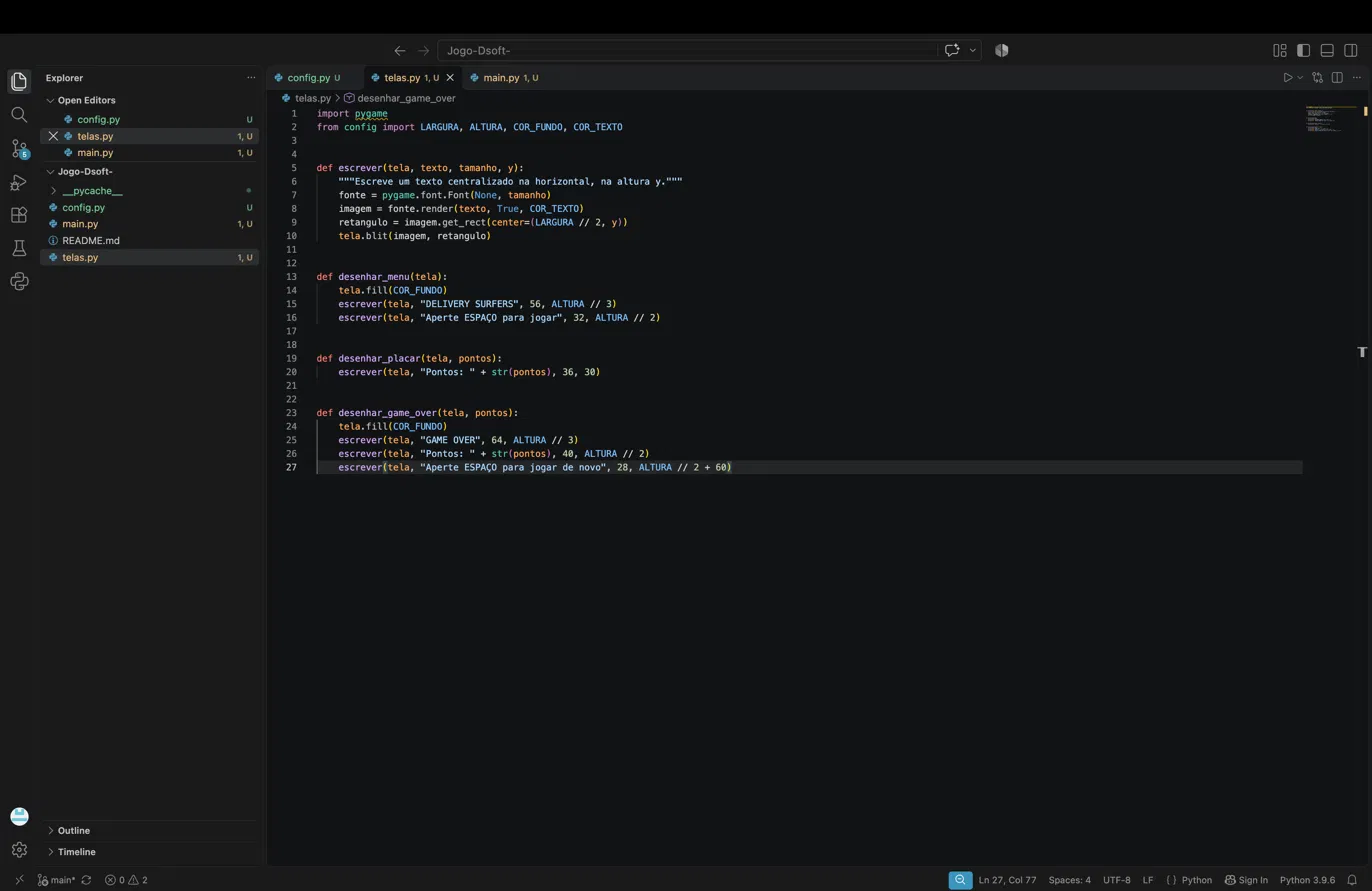 Jogo-Dsoft-
Explorer
Open Editors
config.py U
telas.py 1, U
main.py 1, U
Jogo-Dsoft-
__pycache__
config.py U
main.py 1, U
README.md
telas.py 1, U
Outline
Timeline
config.py U
telas.py 1, U
main.py 1, U
telas.py > desenhar_game_over
1 import pygame
2 from config import LARGURA, ALTURA, COR_FUNDO, COR_TEXTO
3
4
5 def escrever(tela, texto, tamanho, y):
6     """Escreve um texto centralizado na horizontal, na altura y."""
7     fonte = pygame.font.Font(None, tamanho)
8     imagem = fonte.render(texto, True, COR_TEXTO)
9     retangulo = imagem.get_rect(center=(LARGURA // 2, y))
10     tela.blit(imagem, retangulo)
11
12
13 def desenhar_menu(tela):
14     tela.fill(COR_FUNDO)
15     escrever(tela, "DELIVERY SURFERS", 56, ALTURA // 3)
16     escrever(tela, "Aperte ESPAÇO para jogar", 32, ALTURA // 2)
17
18
19 def desenhar_placar(tela, pontos):
20     escrever(tela, "Pontos: " + str(pontos), 36, 30)
21
22
23 def desenhar_game_over(tela, pontos):
24     tela.fill(COR_FUNDO)
25     escrever(tela, "GAME OVER", 64, ALTURA // 3)
26     escrever(tela, "Pontos: " + str(pontos), 40, ALTURA // 2)
27     escrever(tela, "Aperte ESPAÇO para jogar de novo", 28, ALTURA // 2 + 60)
5
main* 0 2
Ln 27, Col 77 Spaces: 4 UTF-8 LF { } Python Sign In Python 3.9.6